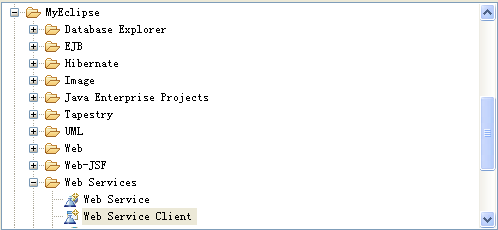 MyEclipse
Database Explorer
EJB
Hibernate
Image
Java Enterprise Projects
Tapestry
UML
Web
Web-JSF
Web Services
Web Service
Web Service Client